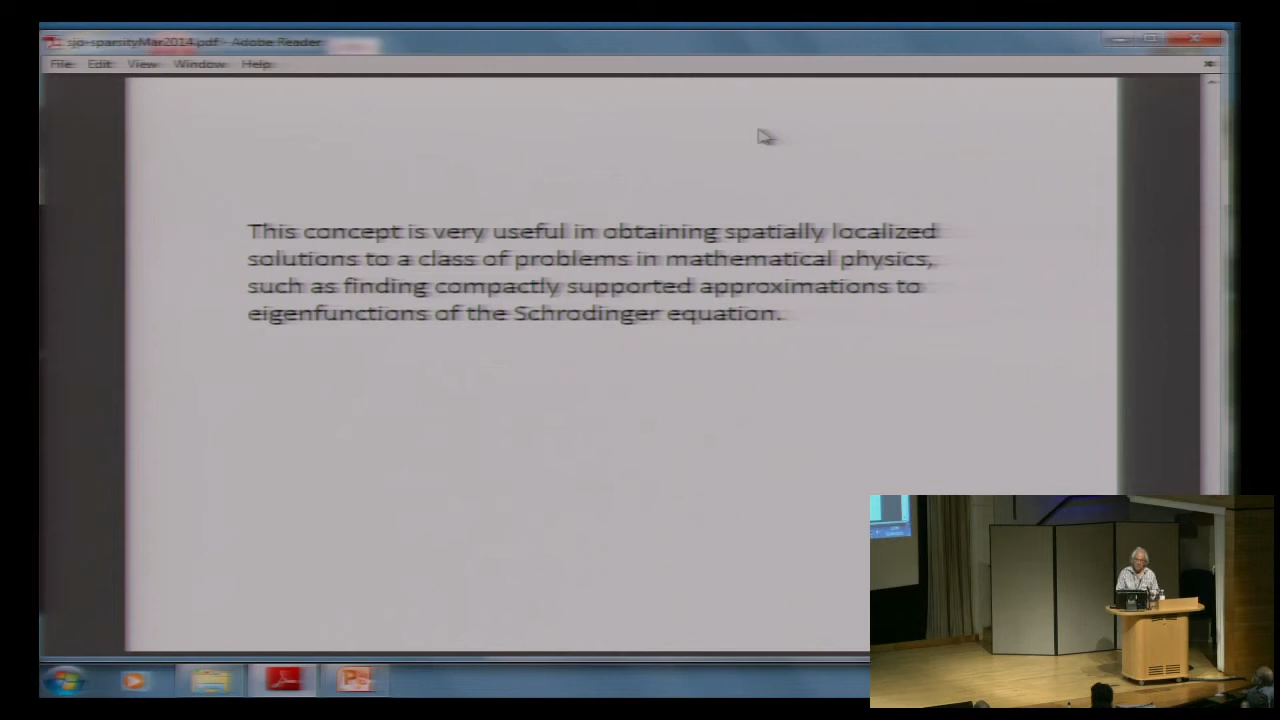 sjo-sparsityMar2014.pdf - Adobe Reader
File Edit View Window Help
This concept is very useful in obtaining spatially localized
solutions to a class of problems in mathematical physics,
such as finding compactly supported approximations to
eigenfunctions of the Schrodinger equation.